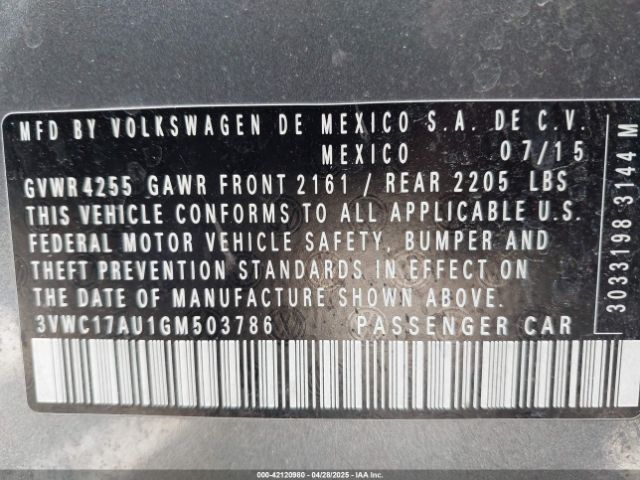 MFD BY VOLKSWAGEN DE MEXICO S.A. DE C.V.
MEXICO 07/15
GVWR 4255 GAWR FRONT 2161 / REAR 2205 LBS
THIS VEHICLE CONFORMS TO ALL APPLICABLE U.S.
FEDERAL MOTOR VEHICLE SAFETY, BUMPER AND
THEFT PREVENTION STANDARDS IN EFFECT ON
THE DATE OF MANUFACTURE SHOWN ABOVE.
3VWC17AU1GM503786 PASSENGER CAR
3033198 3144 M
000-42120980 - 04/28/2025 - IAAI, Inc.